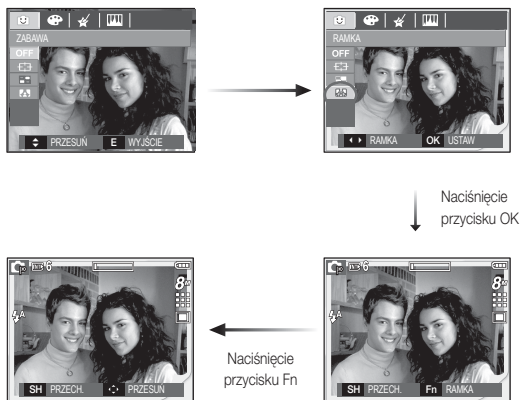 ZABAWA
OFF
PRZESUŃ E WYJŚCIE
RAMKA
OFF
RAMKA OK USTAW
Naciśnięcie
przycisku OK
6
8M
A
SH PRZECH. Fn RAMKA
Naciśnięcie
przycisku Fn
6
8M
A
SH PRZECH. PRZESUŃ